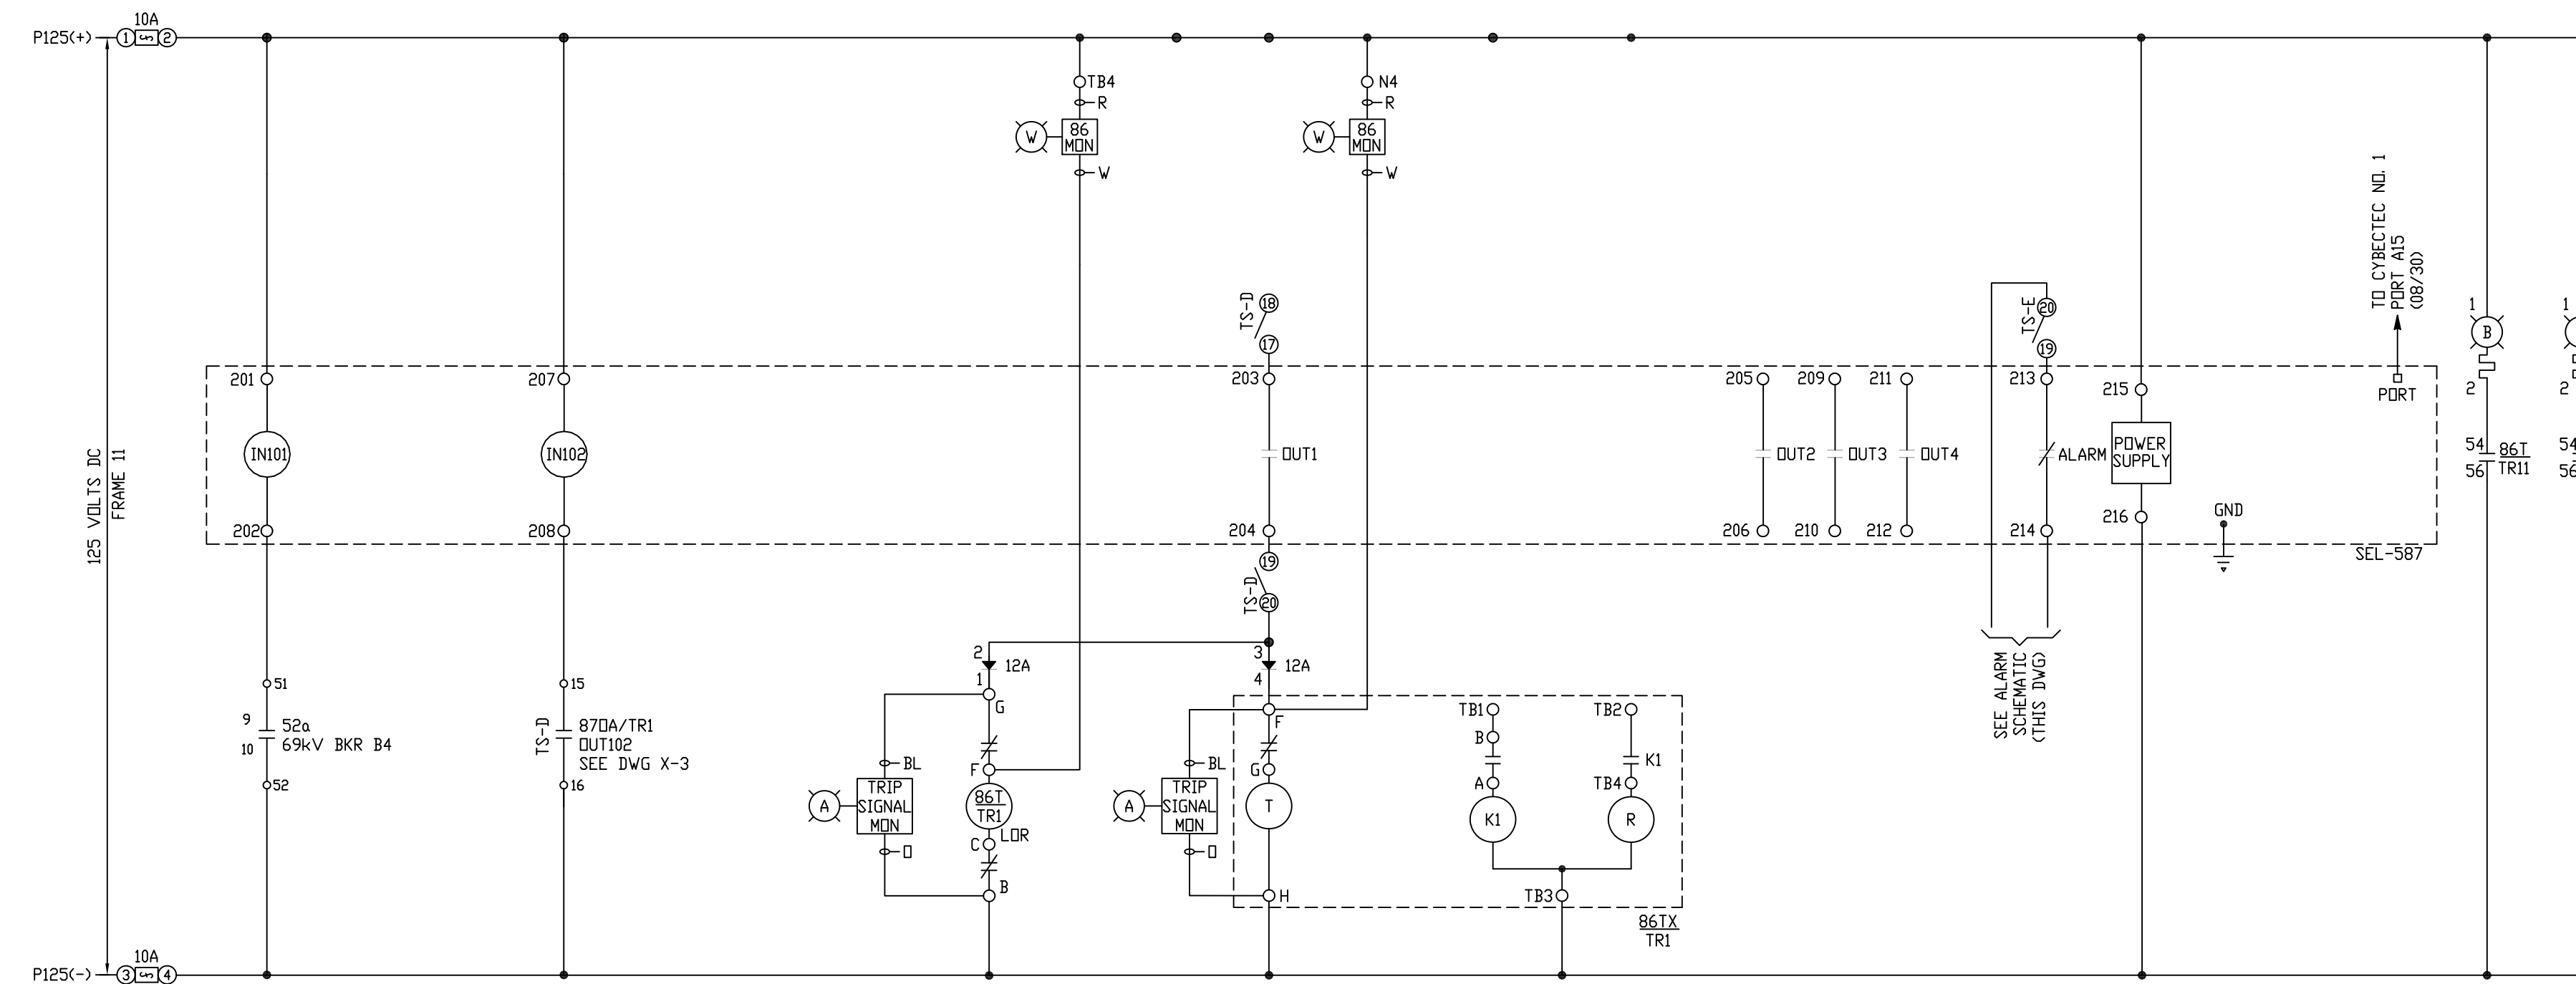 10A
P125(+)
1
2
TB4
R
W
86
MON
W
N4
R
W
86
MON
W
TO CYBECTEC NO. 1
PORT A15
(08/30)
TS-D
18
17
TS-E
20
19
1
B
2
1
2
201
207
203
205
209
211
213
215
PORT
125 VOLTS DC
FRAME 11
IN101
IN102
OUT1
OUT2
OUT3
OUT4
ALARM
POWER
SUPPLY
54
56
86T
TR11
54
56
202
208
204
206
210
212
214
216
GND
SEL-587
19
TS-D
20
2
12A
1
G
3
12A
4
F
SEE ALARM
SCHEMATIC
(THIS DWG)
51
9
10
52a
69kV BKR B4
52
15
TS-D
870A/TR1
OUT102
SEE DWG X-3
16
BL
A
TRIP
SIGNAL
MON
O
F
86T
TR1
LOR
C
B
BL
A
TRIP
SIGNAL
MON
O
G
T
H
TB1
B
A
K1
TB2
K1
TB4
R
TB3
86TX
TR1
10A
P125(-)
3
4